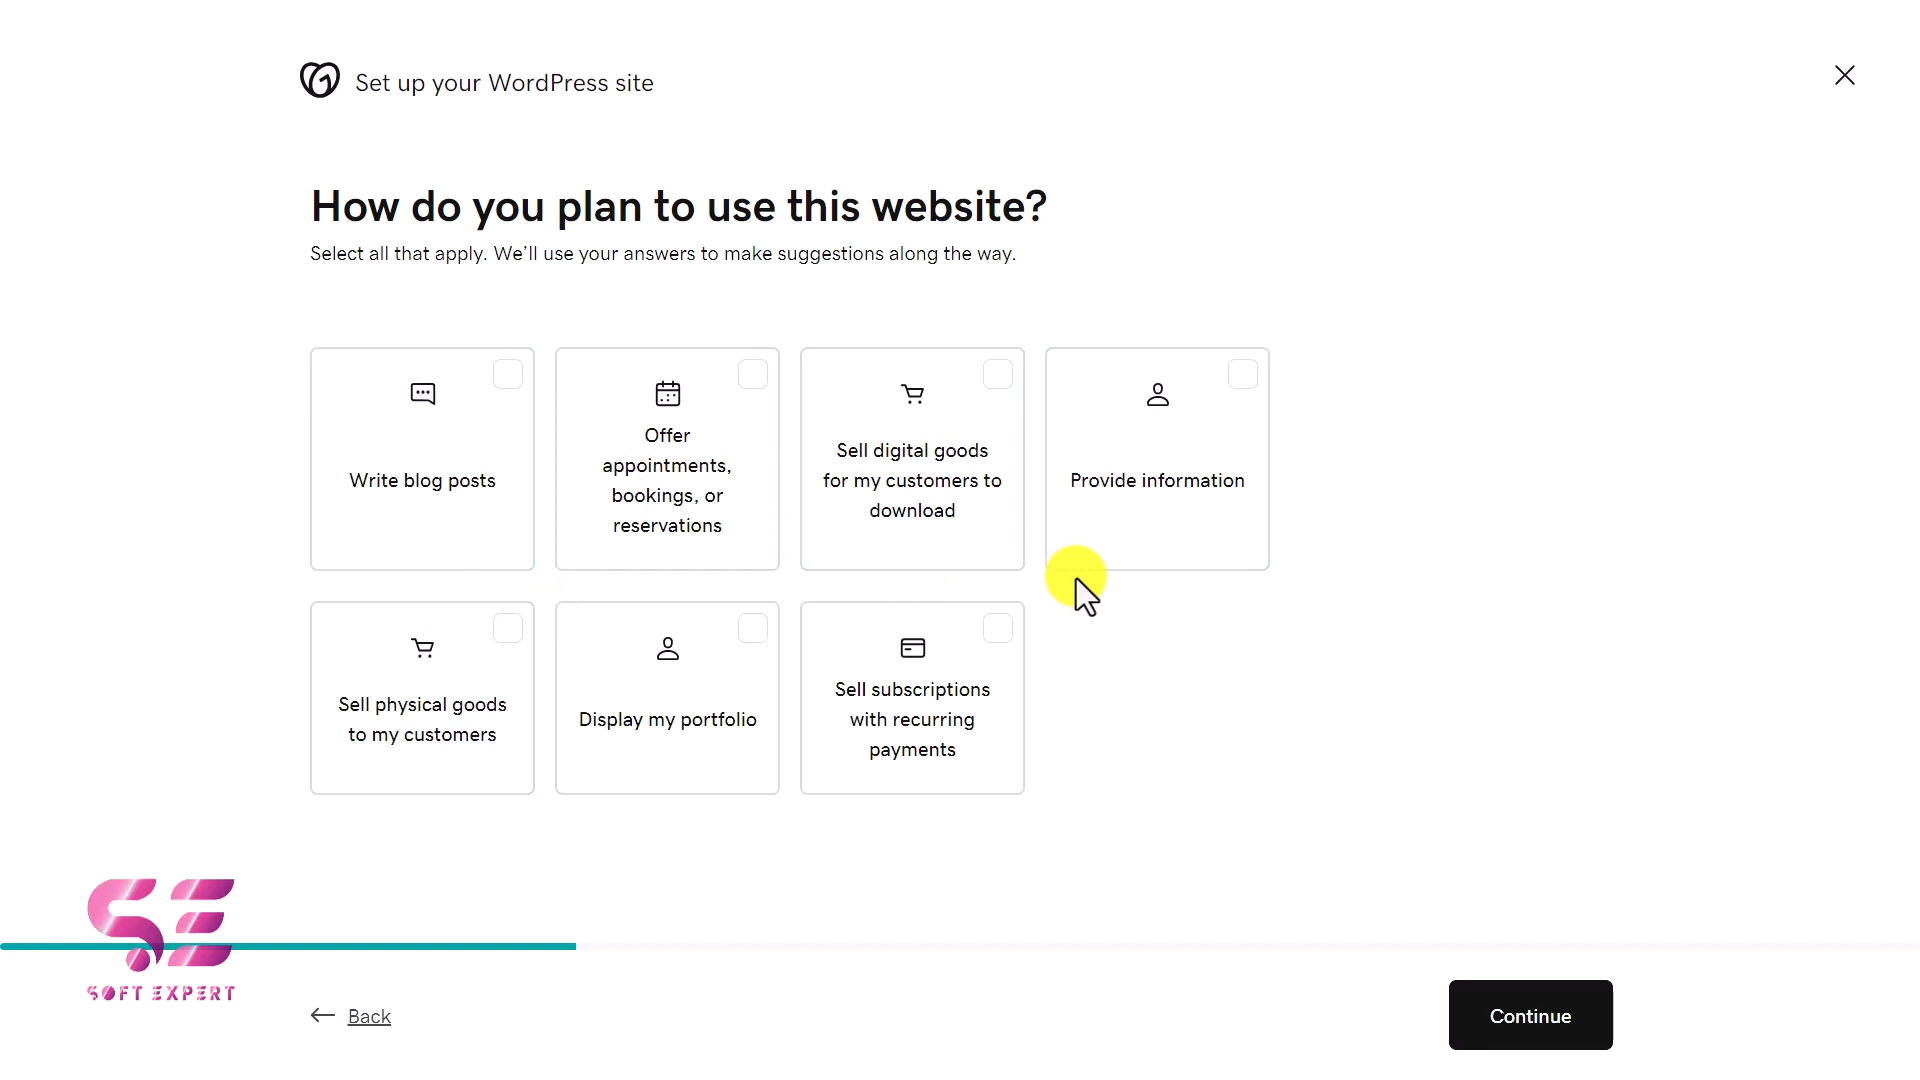 Set up your WordPress site
How do you plan to use this website?
Select all that apply. We'll use your answers to make suggestions along the way.
Write blog posts
Offer
appointments,
bookings, or
reservations
Sell digital goods
for my customers to
download
Provide information
Sell physical goods
to my customers
Display my portfolio
Sell subscriptions
with recurring
payments
SE
SOFT EXPERT
Back
Continue